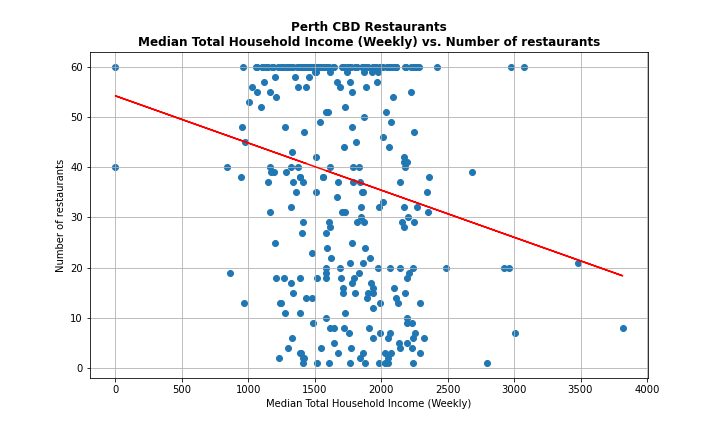 Perth CBD Restaurants
Median Total Household Income (Weekly) vs. Number of restaurants
60
50
40
30
20
10
0
Number of restaurants
0 500 1000 1500 2000 2500 3000 3500 4000
Median Total Household Income (Weekly)